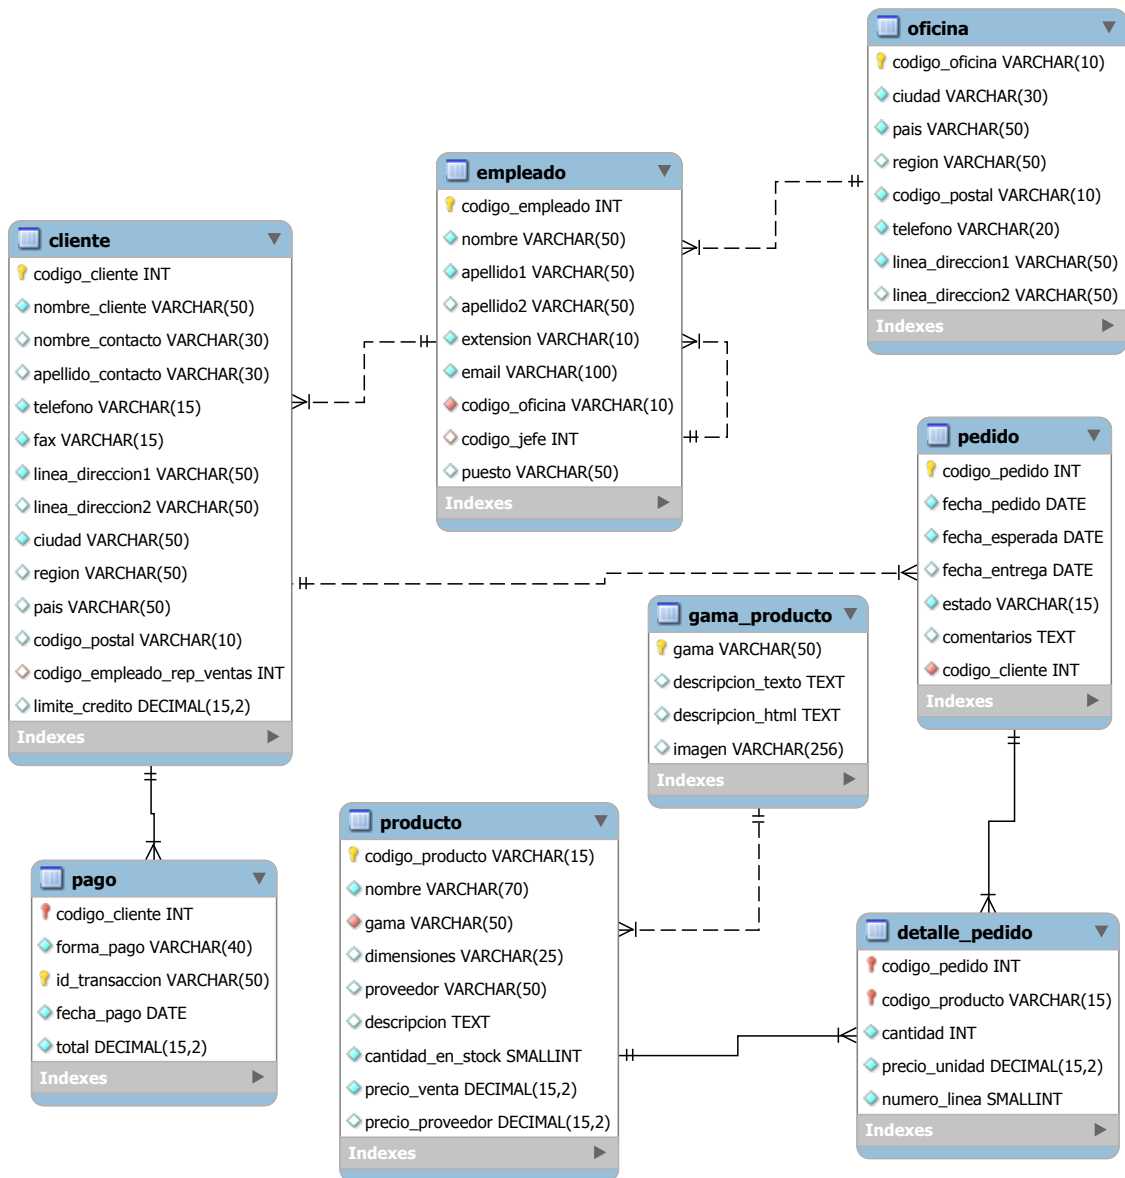 oficina
codigo_oficina VARCHAR(10)
ciudad VARCHAR(30)
pais VARCHAR(50)
region VARCHAR(50)
codigo_postal VARCHAR(10)
telefono VARCHAR(20)
linea_direccion1 VARCHAR(50)
linea_direccion2 VARCHAR(50)
Indexes
empleado
codigo_empleado INT
nombre VARCHAR(50)
apellido1 VARCHAR(50)
apellido2 VARCHAR(50)
extension VARCHAR(10)
email VARCHAR(100)
codigo_oficina VARCHAR(10)
codigo_jefe INT
puesto VARCHAR(50)
Indexes
cliente
codigo_cliente INT
nombre_cliente VARCHAR(50)
nombre_contacto VARCHAR(30)
apellido_contacto VARCHAR(30)
telefono VARCHAR(15)
fax VARCHAR(15)
linea_direccion1 VARCHAR(50)
linea_direccion2 VARCHAR(50)
ciudad VARCHAR(50)
region VARCHAR(50)
pais VARCHAR(50)
codigo_postal VARCHAR(10)
codigo_empleado_rep_ventas INT
limite_credito DECIMAL(15,2)
Indexes
pedido
codigo_pedido INT
fecha_pedido DATE
fecha_esperada DATE
fecha_entrega DATE
estado VARCHAR(15)
comentarios TEXT
codigo_cliente INT
Indexes
gama_producto
gama VARCHAR(50)
descripcion_texto TEXT
descripcion_html TEXT
imagen VARCHAR(256)
Indexes
producto
codigo_producto VARCHAR(15)
nombre VARCHAR(70)
gama VARCHAR(50)
dimensiones VARCHAR(25)
proveedor VARCHAR(50)
descripcion TEXT
cantidad_en_stock SMALLINT
precio_venta DECIMAL(15,2)
precio_proveedor DECIMAL(15,2)
Indexes
pago
codigo_cliente INT
forma_pago VARCHAR(40)
id_transaccion VARCHAR(50)
fecha_pago DATE
total DECIMAL(15,2)
Indexes
detalle_pedido
codigo_pedido INT
codigo_producto VARCHAR(15)
cantidad INT
precio_unidad DECIMAL(15,2)
numero_linea SMALLINT
Indexes